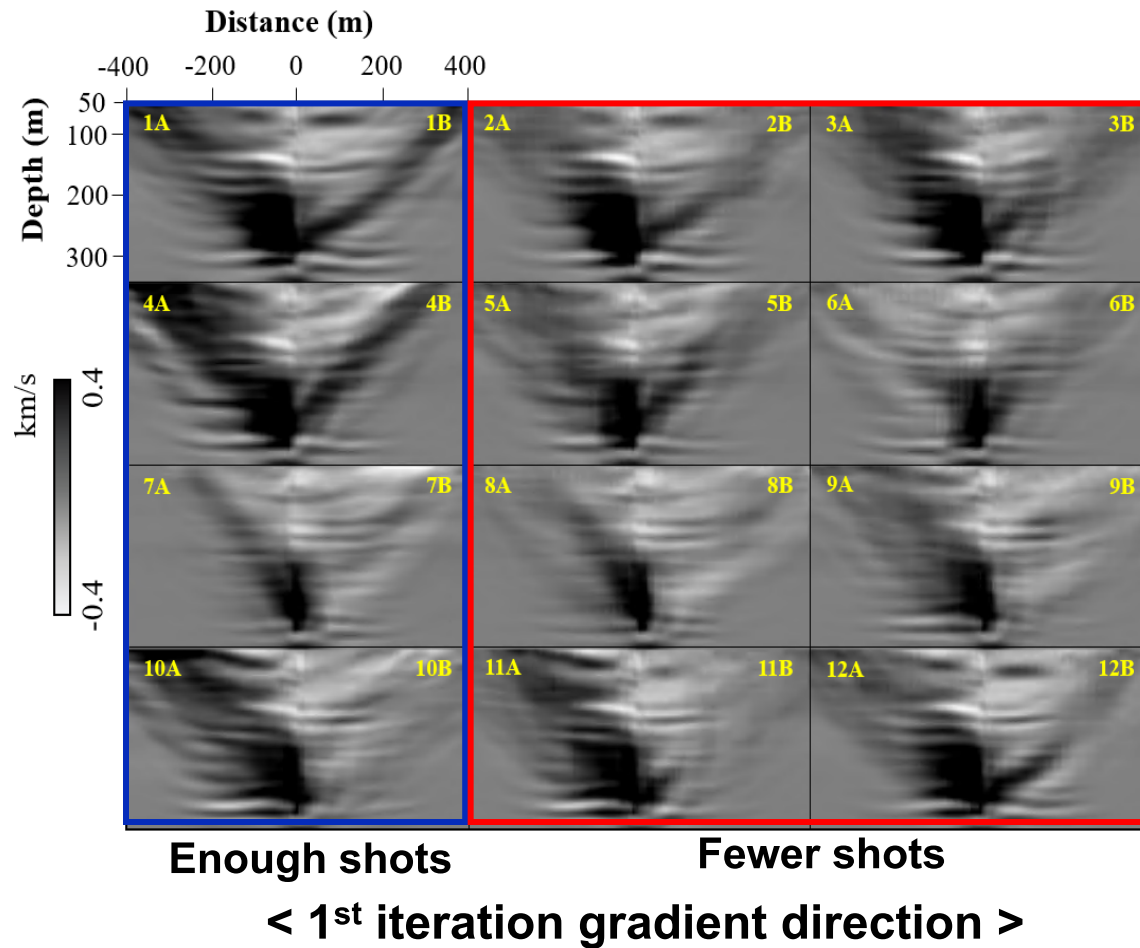 Distance (m)
-400 -200 0 200 400
Depth (m)
50
100
200
300
1A 1B 2A 2B 3A 3B
4A 4B 5A 5B 6A 6B
km/s
0.4
-0.4
7A 7B 8A 8B 9A 9B
10A 10B 11A 11B 12A 12B
Enough shots Fewer shots
< 1st iteration gradient direction >